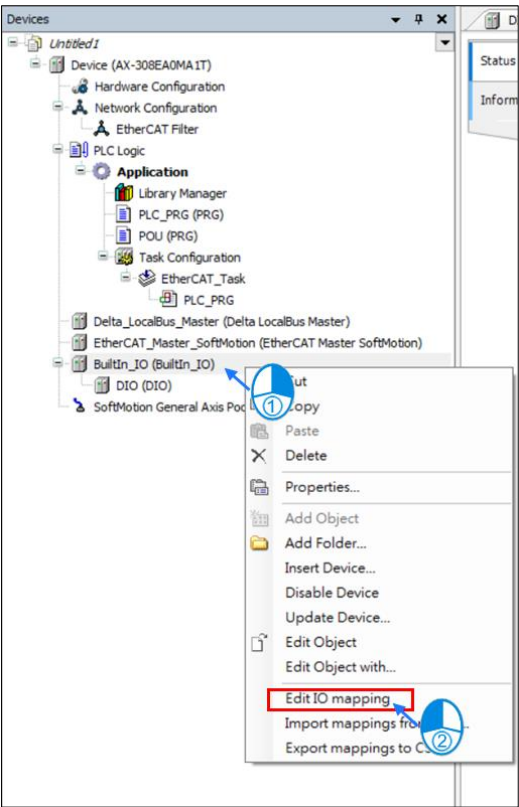 Devices
Untitled1
Device (AX-308EA0MA1T)
Hardware Configuration
Network Configuration
EtherCAT Filter
PLC Logic
Application
Library Manager
PLC_PRG (PRG)
POU (PRG)
Task Configuration
EtherCAT_Task
PLC_PRG
Delta_LocalBus_Master (Delta LocalBus Master)
EtherCAT_Master_SoftMotion (EtherCAT Master SoftMotion)
BuiltIn_IO (BuiltIn_IO)
DIO (DIO)
SoftMotion General Axis Poo
D
Status
Inform
1
ut
opy
Paste
Delete
Properties...
Add Object
Add Folder...
Insert Device...
Disable Device
Update Device...
Edit Object
Edit Object with...
Edit IO mapping
Import mappings fro
2
Export mappings to CS